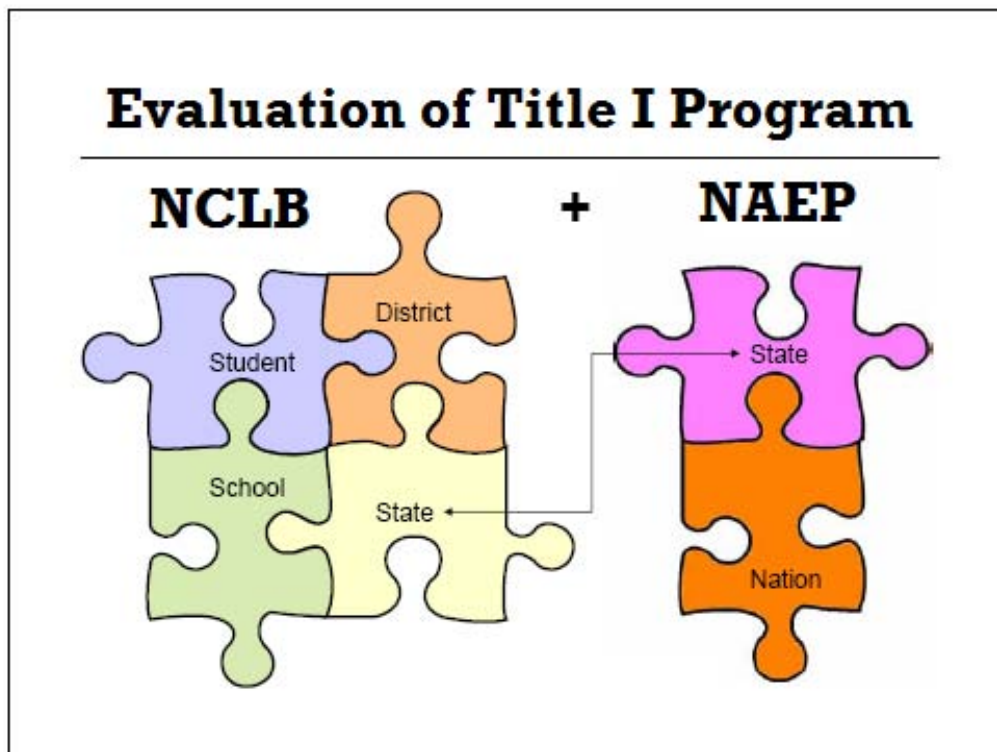 Evaluation of Title I Program
NCLB + NAEP
District
Student
State
School
State
Nation